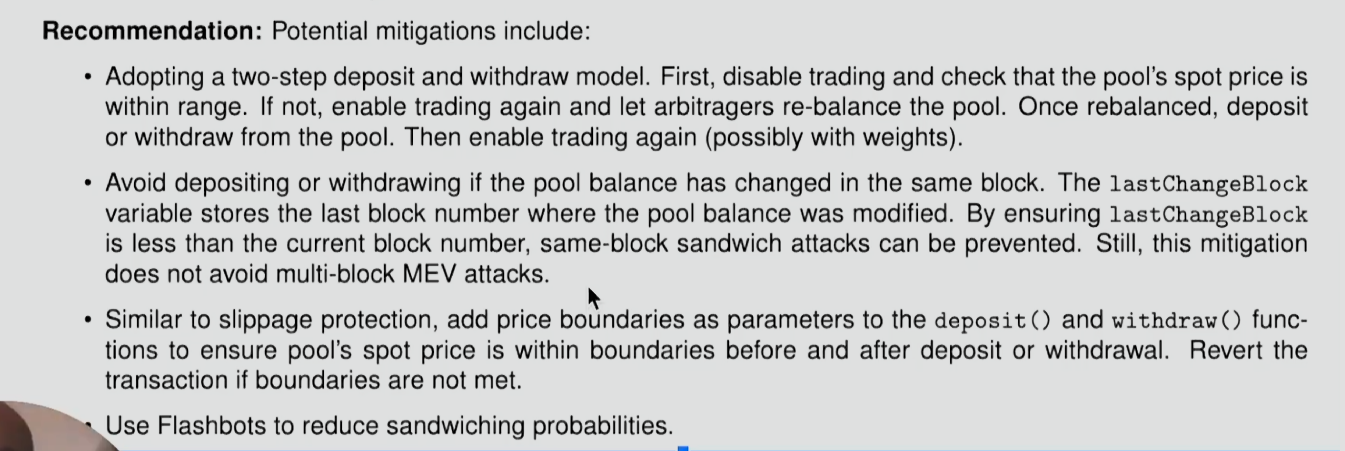 Recommendation: Potential mitigations include:
• Adopting a two-step deposit and withdraw model. First, disable trading and check that the pool's spot price is
within range. If not, enable trading again and let arbitragers re-balance the pool. Once rebalanced, deposit
or withdraw from the pool. Then enable trading again (possibly with weights).
• Avoid depositing or withdrawing if the pool balance has changed in the same block. The lastChangeBlock
variable stores the last block number where the pool balance was modified. By ensuring lastChangeBlock
is less than the current block number, same-block sandwich attacks can be prevented. Still, this mitigation
does not avoid multi-block MEV attacks.
• Similar to slippage protection, add price boundaries as parameters to the deposit() and withdraw() func-
tions to ensure pool's spot price is within boundaries before and after deposit or withdrawal. Revert the
transaction if boundaries are not met.
• Use Flashbots to reduce sandwiching probabilities.